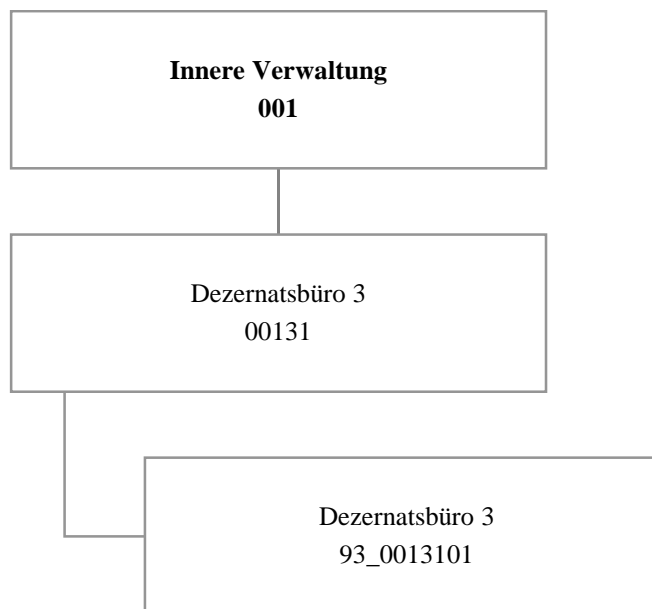 Innere Verwaltung
001
Dezernatsbüro 3
00131
Dezernatsbüro 3
93_0013101